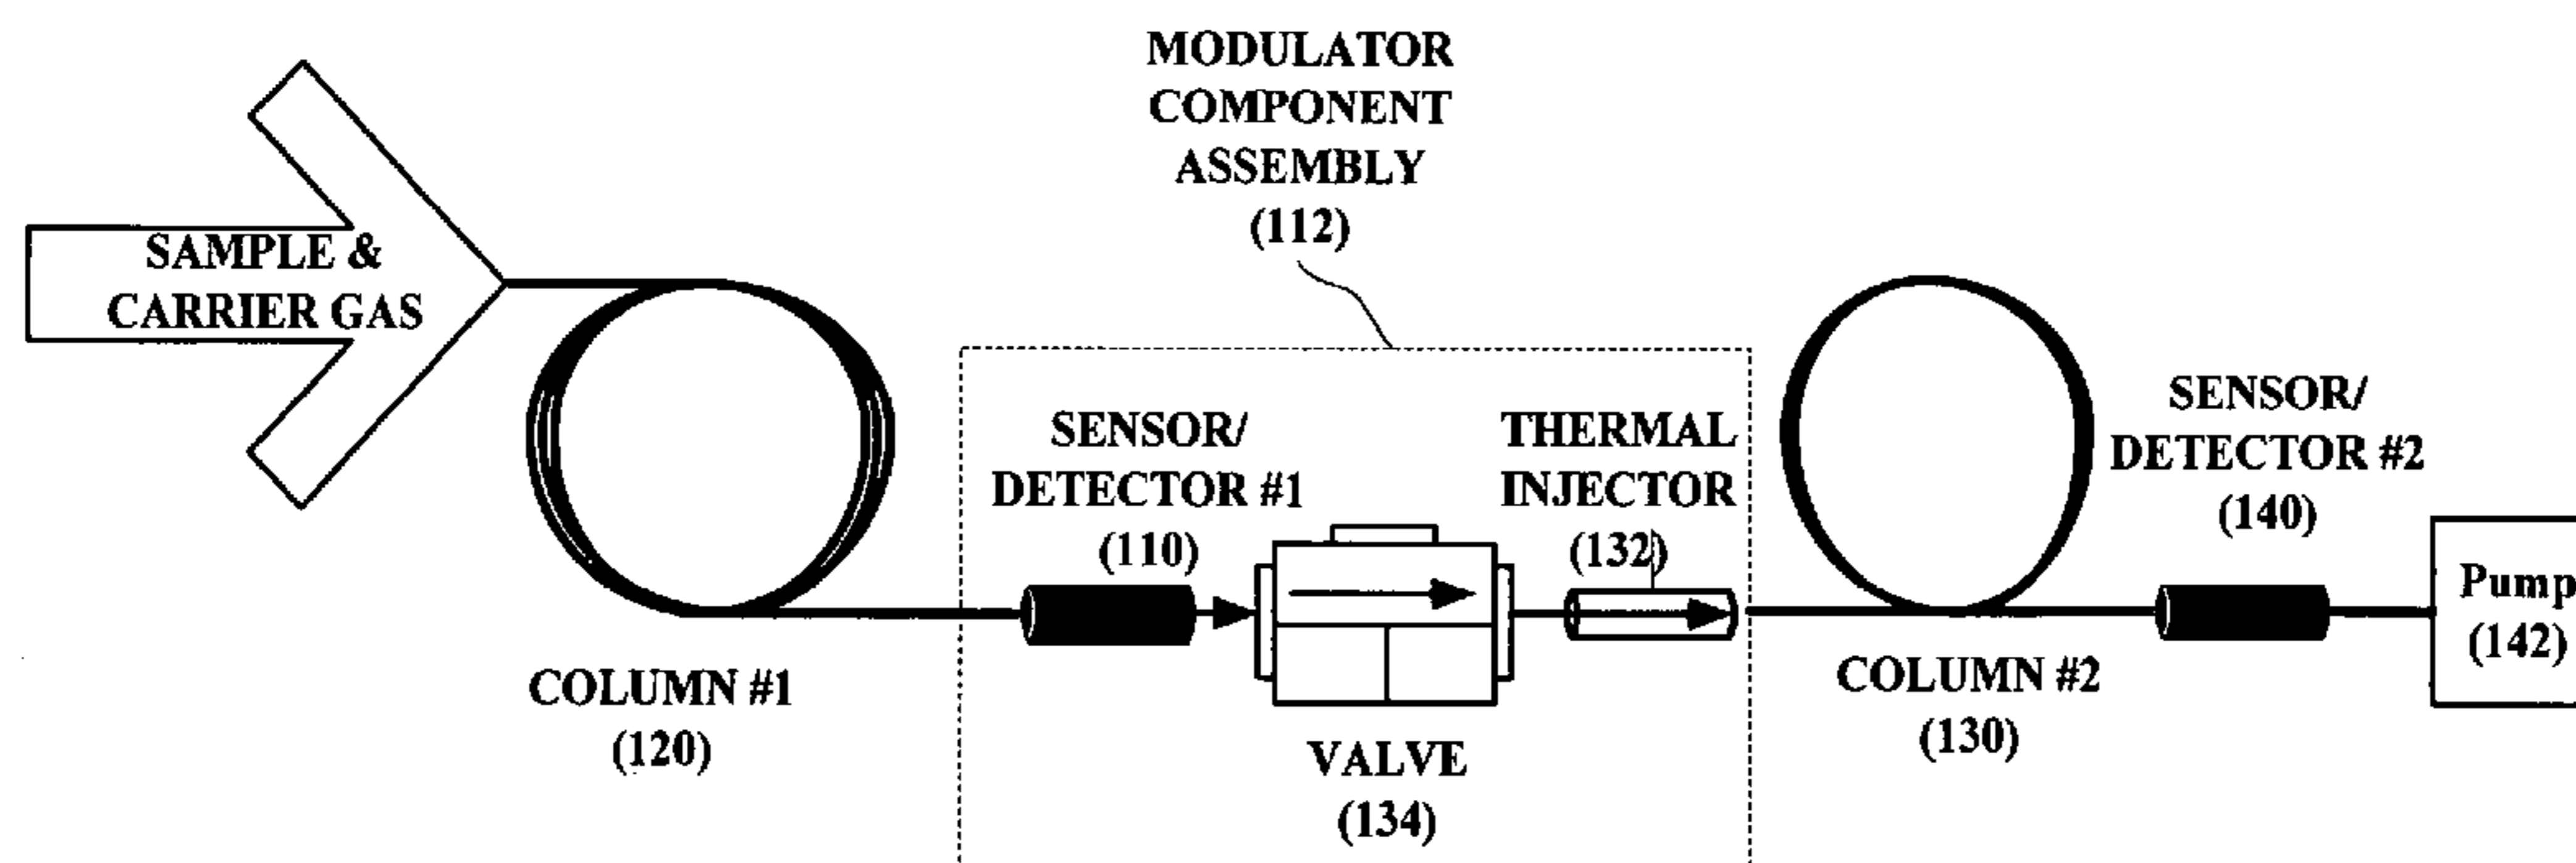 MODULATOR
COMPONENT
ASSEMBLY
(112)
SAMPLE &
CARRIER GAS
SENSOR/
DETECTOR #1
(110)
THERMAL
INJECTOR
(132)
SENSOR/
DETECTOR #2
(140)
Pump
(142)
COLUMN #1
(120)
VALVE
(134)
COLUMN #2
(130)